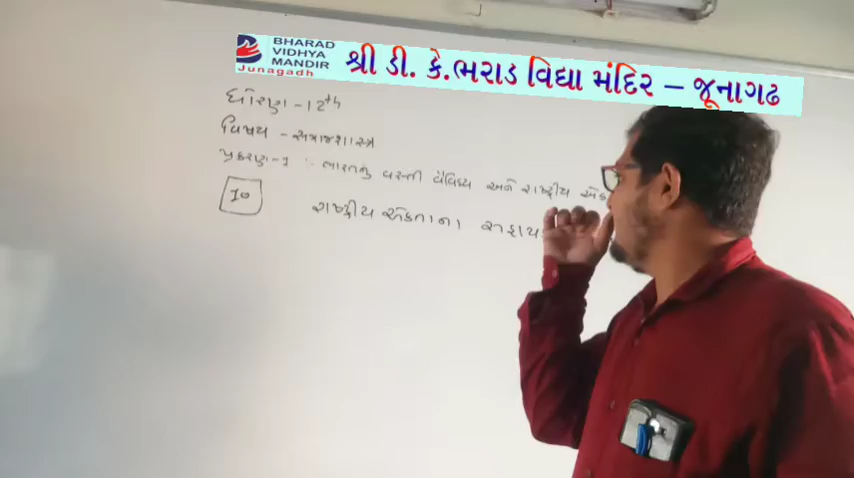 BHARAD
VIDHYA
MANDIR
Junagadh
શ્રી ડી. કે.ભરાડ વિદ્યા મંદિર – જૂનાગઢ
ધોરણ - 12th
વિષય - સમાજશાસ્ત્ર
પ્રકરણ-1 :- ભારતનું વસ્તી વૈવિધ્ય અને રાષ્ટ્રીય
10
રાષ્ટ્રીય એકતાના